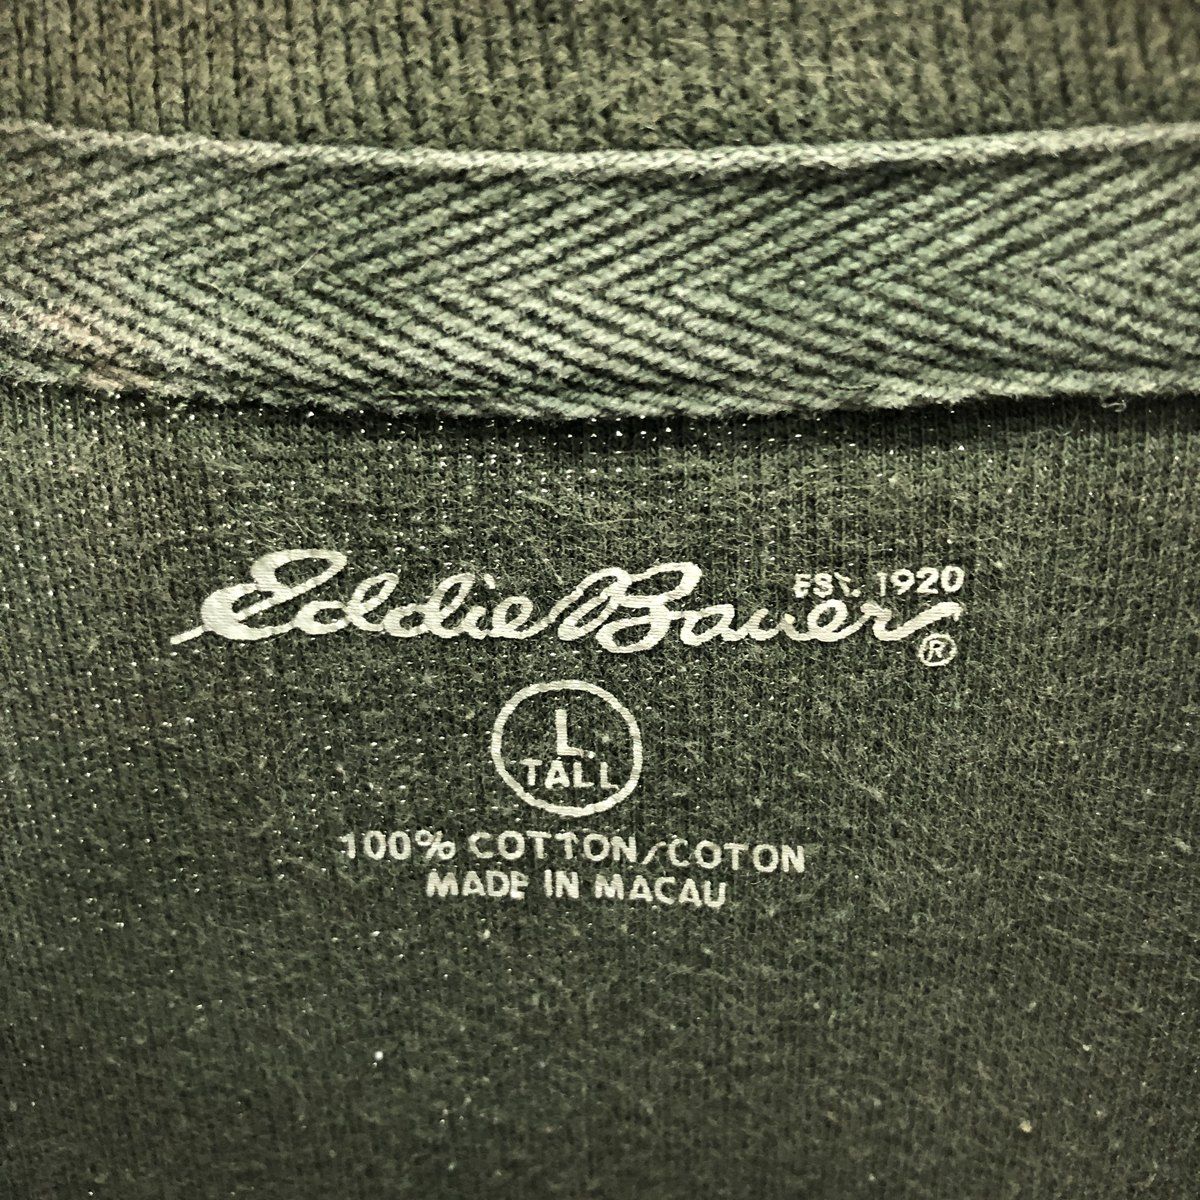 Eddie Bauer EST. 1920
®
L
TALL
100% COTTON/COTON
MADE IN MACAU